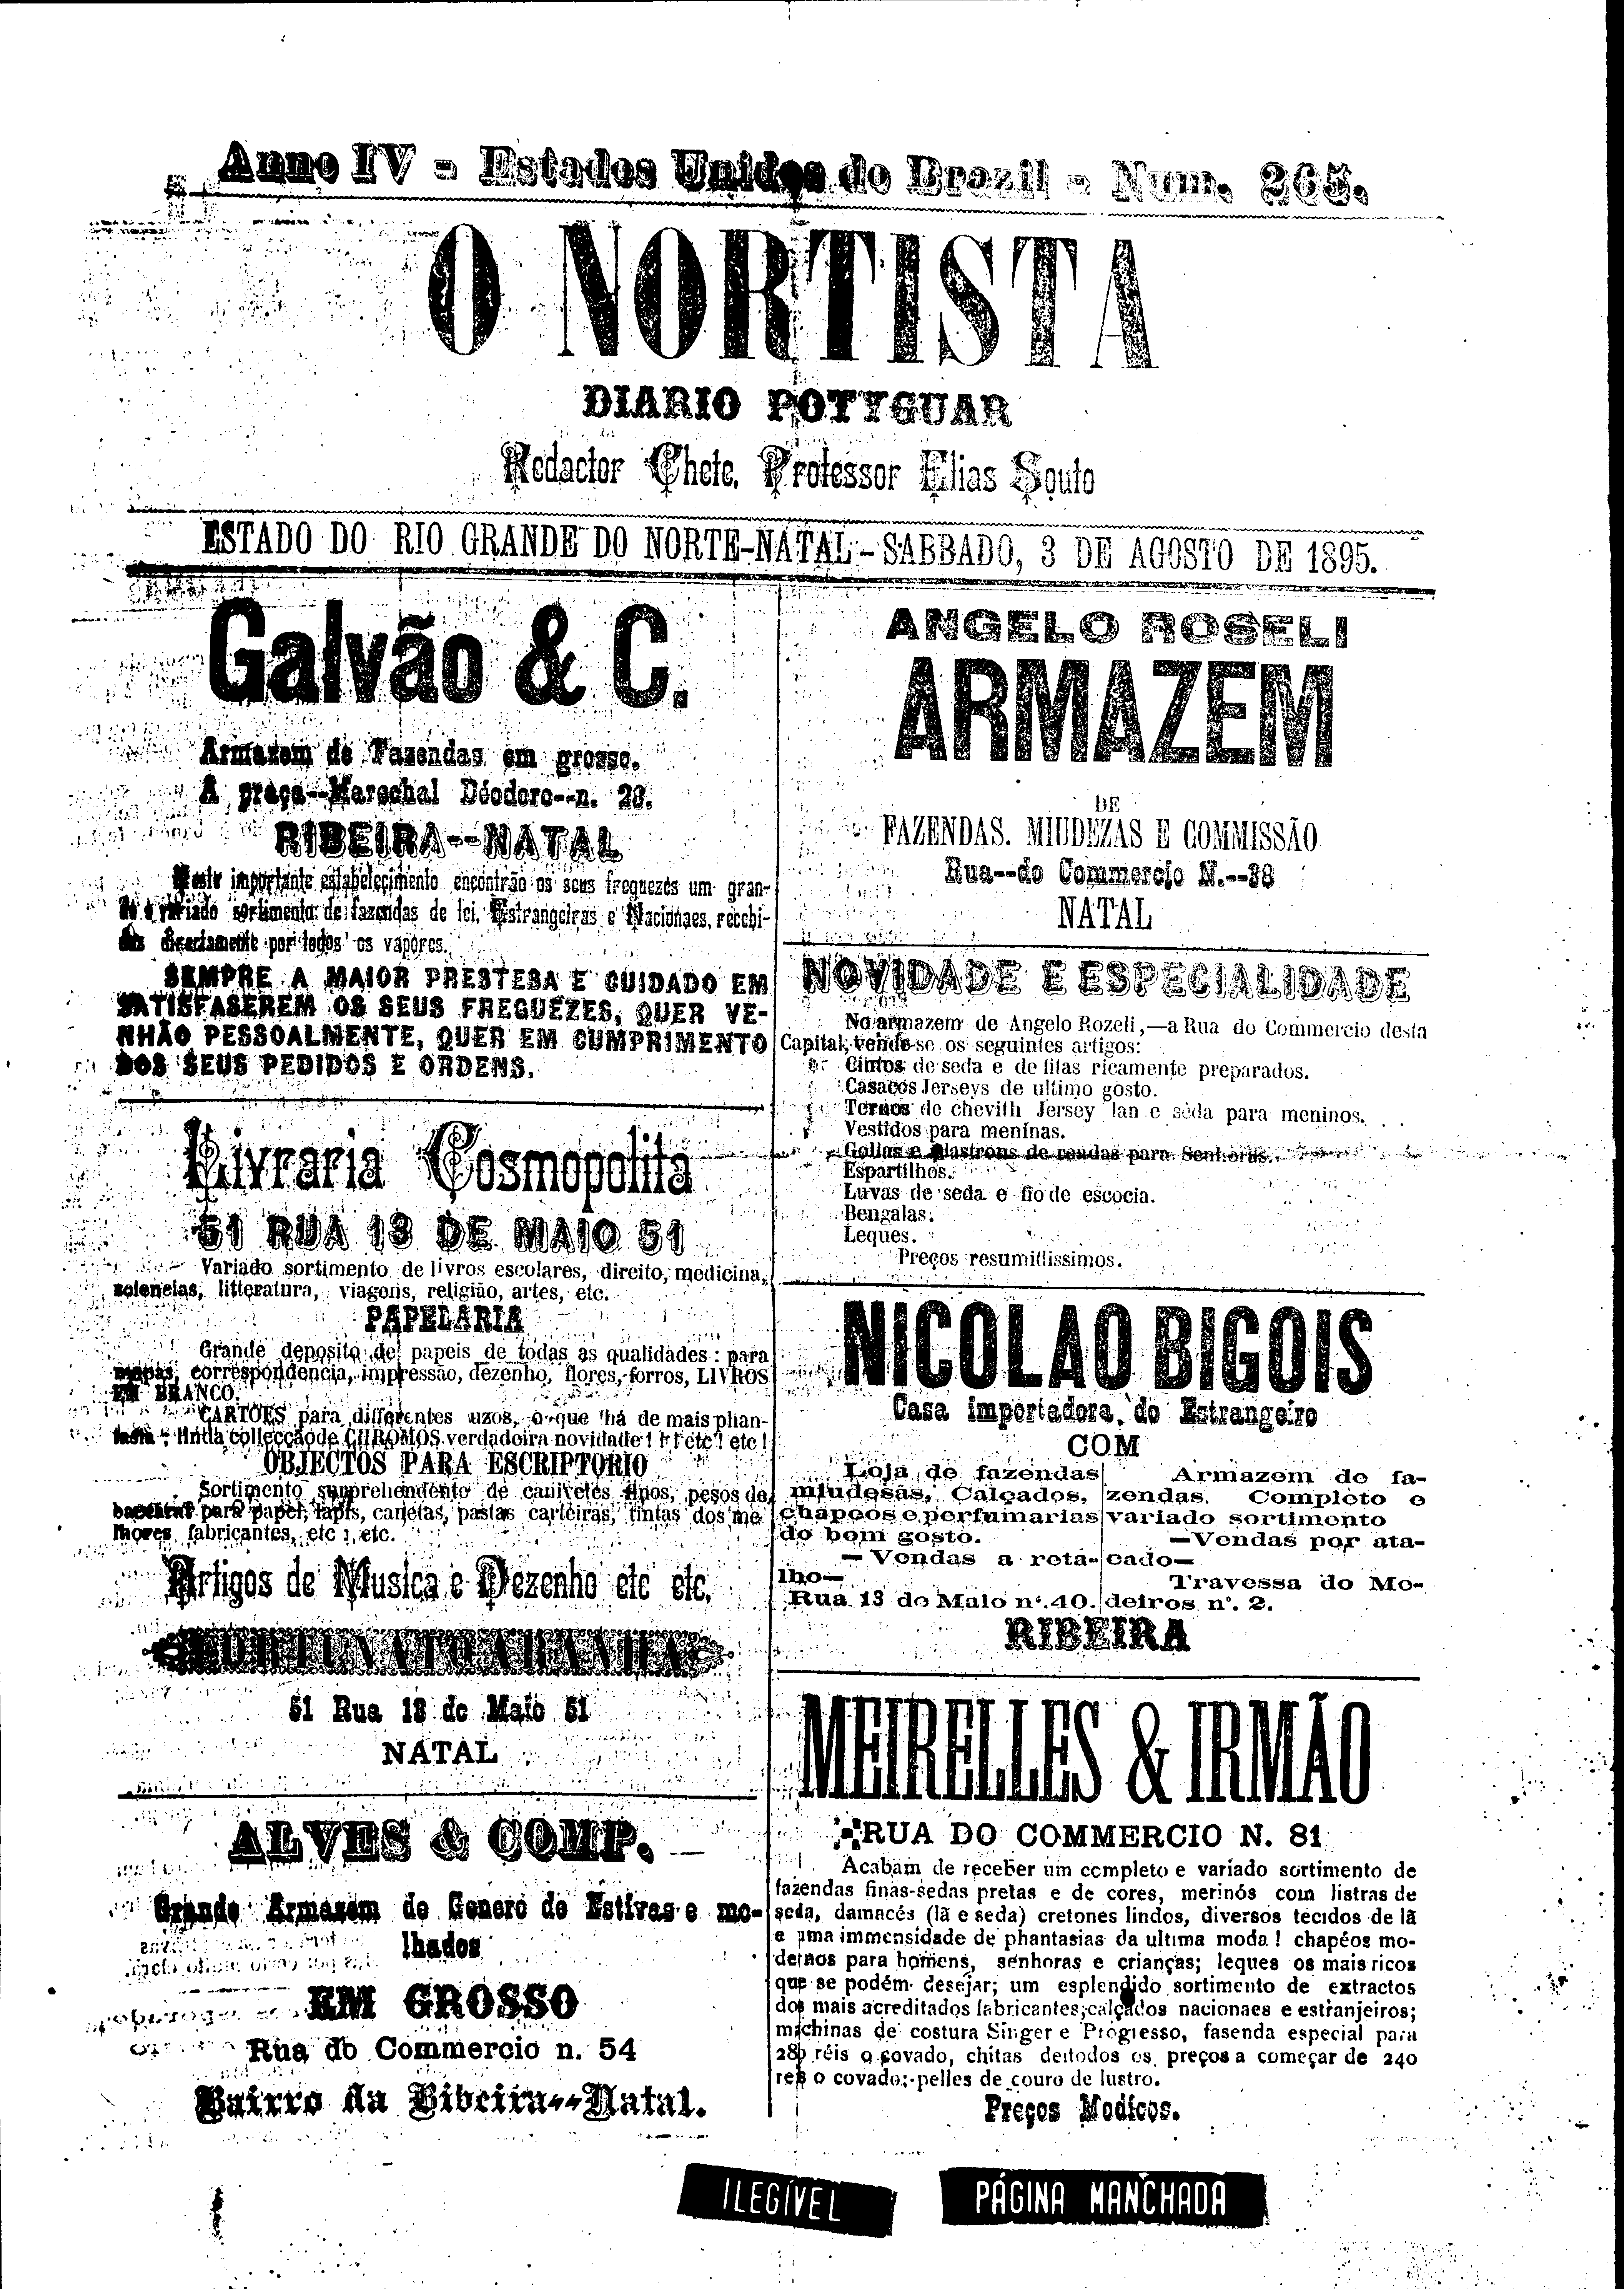 Anno IV - Estados Unidos do Brazil - Num. 265.
O NORTISTA
DIARIO POTYGUAR
Redactor Chefe, Professor Elias Souto
ESTADO DO RIO GRANDE DO NORTE-NATAL-SABBADO, 3 DE AGOSTO DE 1895.
Galvão & C.
Armazem de Fazendas em grosso.
A praça--Marechal Déodoro--n. 23.
RIBEIRA--NATAL
Neste importante estabelecimento encontrão os seus freguezes um gran-
de e variado sortimento de fazendas de lei, Estrangeiras e Nacionaes, recebi-
das directamente por todos os vapores.
SEMPRE A MAIOR PRESTESA E CUIDADO EM
SATISFASEREM OS SEUS FREGUEZES, QUER VE-
NHÃO PESSOALMENTE, QUER EM CUMPRIMENTO
DOS SEUS PEDIDOS E ORDENS.
Livraria Cosmopolita
51 RUA 13 DE MAIO 51
Variado sortimento de livros escolares, direito, medicina,
sciencias, litteratura, viagens, religião, artes, etc.
PAPELARIA
Grande deposito de papeis de todas as qualidades: para
mapas, correspondencia, impressão, dezenho, flores, forros, LIVROS
EM BRANCO.
CARTÕES para differentes uzos, o que há de mais phan-
tasia; linda collecção de CHROMOS verdadeira novidade! etc! etc!
OBJECTOS PARA ESCRIPTORIO
Sortimento surprehendente de canivetes finos, pesos de
para papel, lapis, canetas, pastas carteiras, tintas dos me
lhores fabricantes, etc; etc.
Artigos de Musica e Dezenho etc etc.
FORTUNATO ARANHA
51 Rua 13 de Maio 51
NATAL
ALVES & COMP.
Grande Armazem de Genero de Estivas e mo-
lhados
EM GROSSO
Rua do Commercio n. 54
Bairro da Ribeira--Natal.
ANGELO ROSELI
ARMAZEM
DE
FAZENDAS. MIUDEZAS E COMMISSÃO
Rua--do Commercio N.--38
NATAL
NOVIDADE E ESPECIALIDADE
No armazem de Angelo Rozeli,—a Rua do Commercio desta
Capital, vende-se os seguintes artigos:
Cintos de seda e de fitas ricamente preparados.
Casacos Jerseys de ultimo gosto.
Ternos de chevith Jersey lan e sèda para meninos.
Vestidos para meninas.
Gollas e plastrons de rendas para Senhoras.
Espartilhos.
Luvas de seda e fio de escocia.
Bengalas.
Leques.
Preços resumidissimos.
NICOLAO BIGOIS
Casa importadora, do Estrangeiro
COM
Loja de fazendas
miudesas, Calçados,
chapeos e perfumarias
do bom gosto.
—Vendas a reta-
lho—
Rua 13 do Maio nº. 40.
Armazem de fa-
zendas. Completo e
variado sortimento
—Vendas por ata-
cado—
Travessa do Mo-
deiros nº. 2.
RIBEIRA
MEIRELLES & IRMÃO
RUA DO COMMERCIO N. 81
Acabam de receber um completo e variado sortimento de
fazendas finas-sedas pretas e de cores, merinós com listras de
seda, damacés (lã e seda) cretones lindos, diversos tecidos de lã
e uma immensidade de phantasias da ultima moda! chapéos mo-
dernos para homens, senhoras e crianças; leques os mais ricos
que se podém desejar; um esplendido sortimento de extractos
dos mais acreditados fabricantes; calçados nacionaes e estranjeiros;
machinas de costura Singer e Progresso, fasenda especial para
280 réis o covado, chitas de todos os preços a começar de 240
reis o covado; pelles de couro de lustro.
Preços Modicos.
ILEGÍVEL
PÁGINA MANCHADA